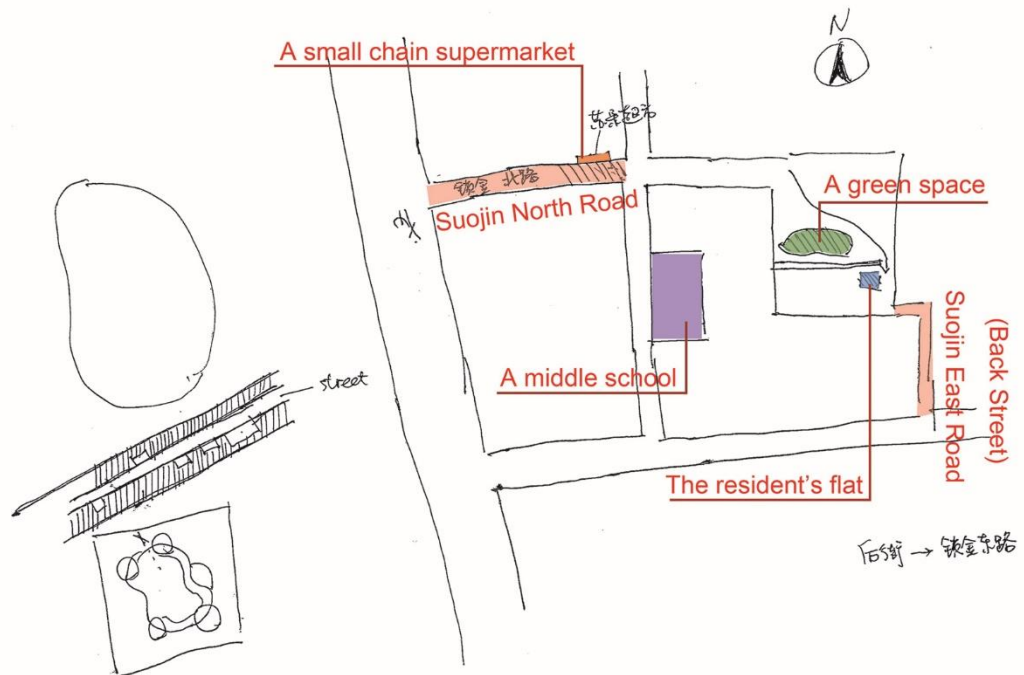 N
A small chain supermarket
苏果超市
锁金 北路
Suojin North Road
A green space
street
A middle school
Suojin East Road
(Back Street)
The resident's flat
后街 → 锁金东路